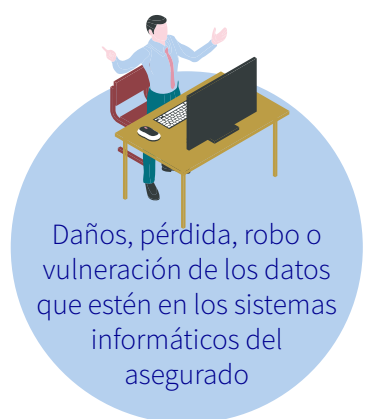 Daños, pérdida, robo o
vulneración de los datos
que estén en los sistemas
informáticos del
asegurado